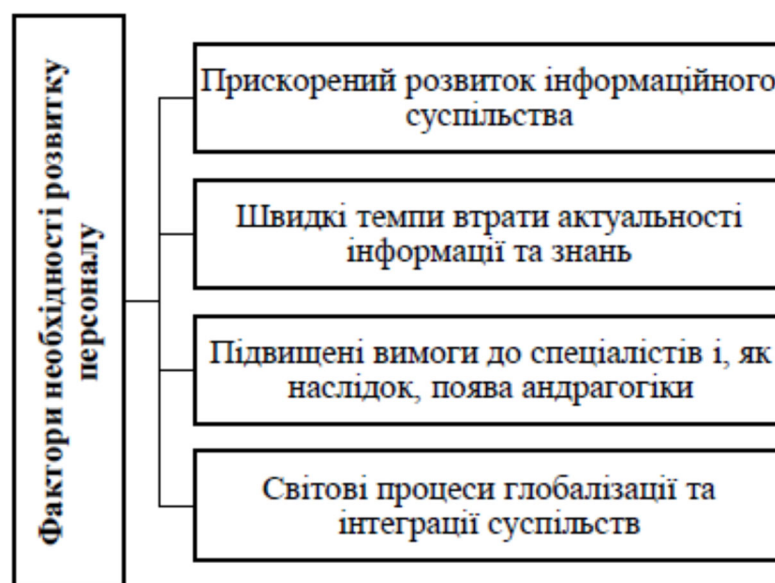 Фактори необхідності розвитку
персоналу
Прискорений розвиток інформаційного
суспільства
Швидкі темпи втрати актуальності
інформації та знань
Підвищені вимоги до спеціалістів і, як
наслідок, поява андрагогіки
Світові процеси глобалізації та
інтеграції суспільств